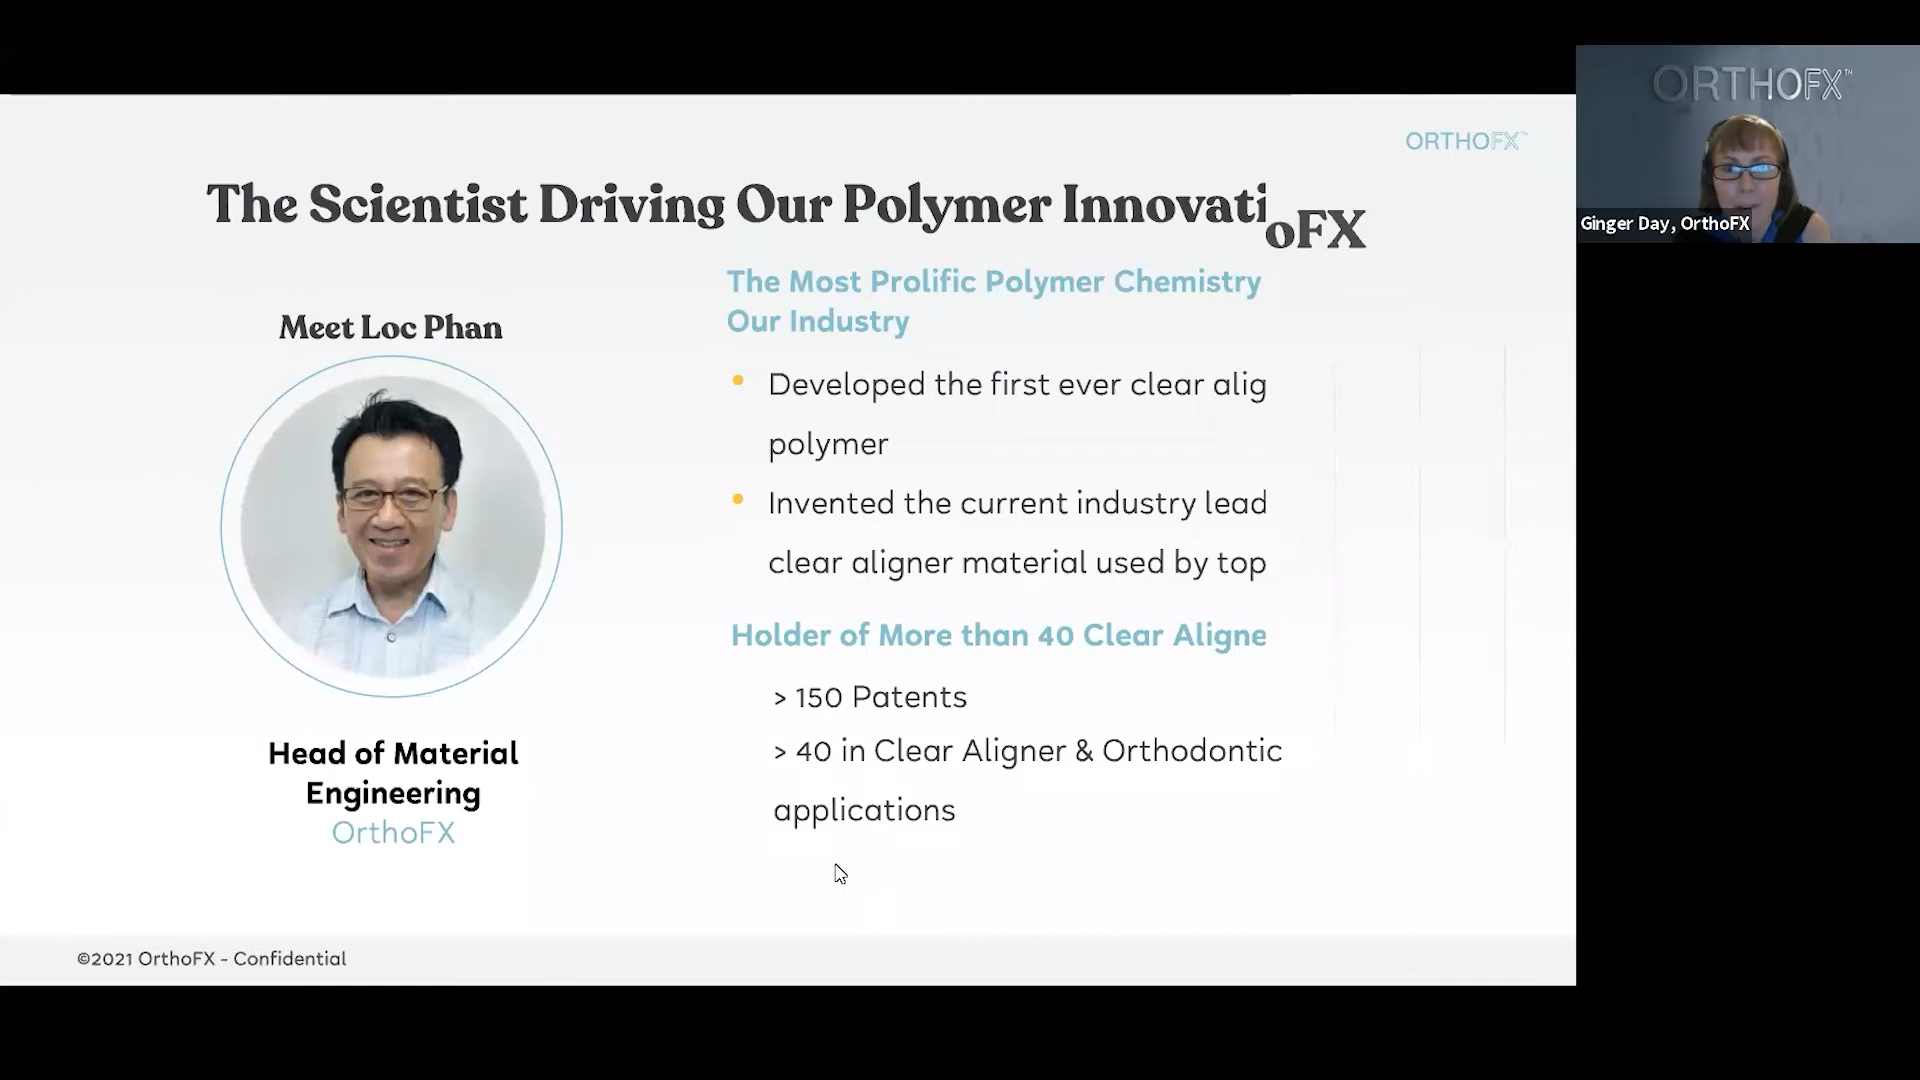 ORTHOFX™
ORTHOFX™
Ginger Day, OrthoFX
The Scientist Driving Our Polymer Innovati
oFX
Meet Loc Phan
Head of Material
Engineering
OrthoFX
The Most Prolific Polymer Chemistry
Our Industry
• Developed the first ever clear alig
polymer
• Invented the current industry lead
clear aligner material used by top
Holder of More than 40 Clear Aligne
> 150 Patents
> 40 in Clear Aligner & Orthodontic
applications
©2021 OrthoFX - Confidential